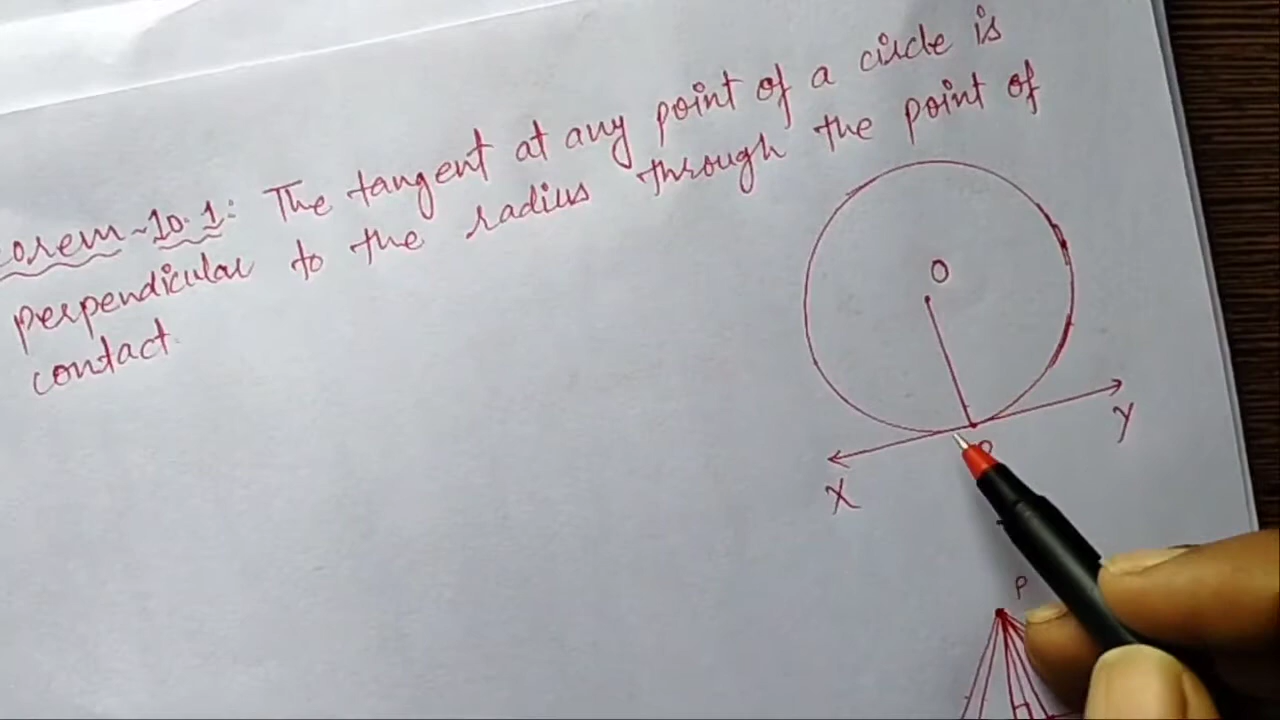 orem-10.1: The tangent at any point of a circle is
perpendicular to the radius through the point of
contact.
O
P
X
Y
P